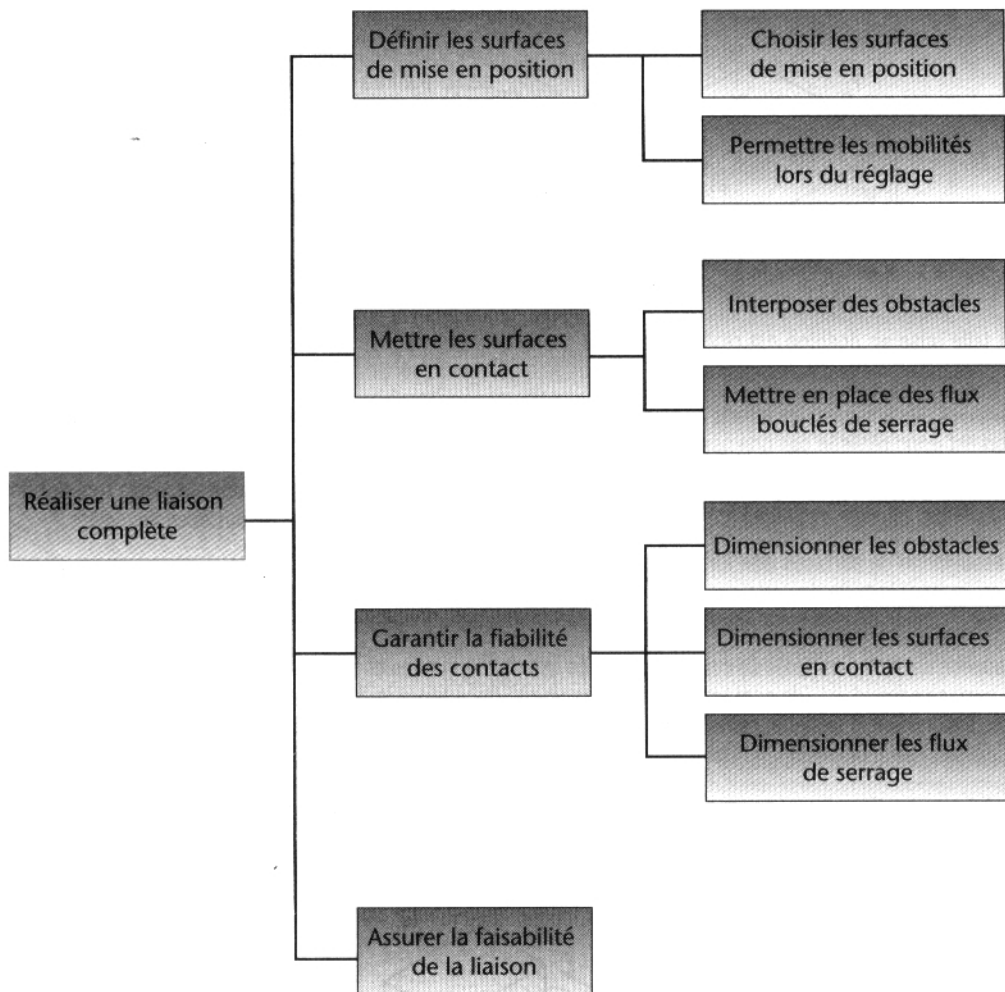 Définir les surfaces
de mise en position
Choisir les surfaces
de mise en position
Permettre les mobilités
lors du réglage
Mettre les surfaces
en contact
Interposer des obstacles
Mettre en place des flux
bouclés de serrage
Réaliser une liaison
complète
Garantir la fiabilité
des contacts
Dimensionner les obstacles
Dimensionner les surfaces
en contact
Dimensionner les flux
de serrage
Assurer la faisabilité
de la liaison